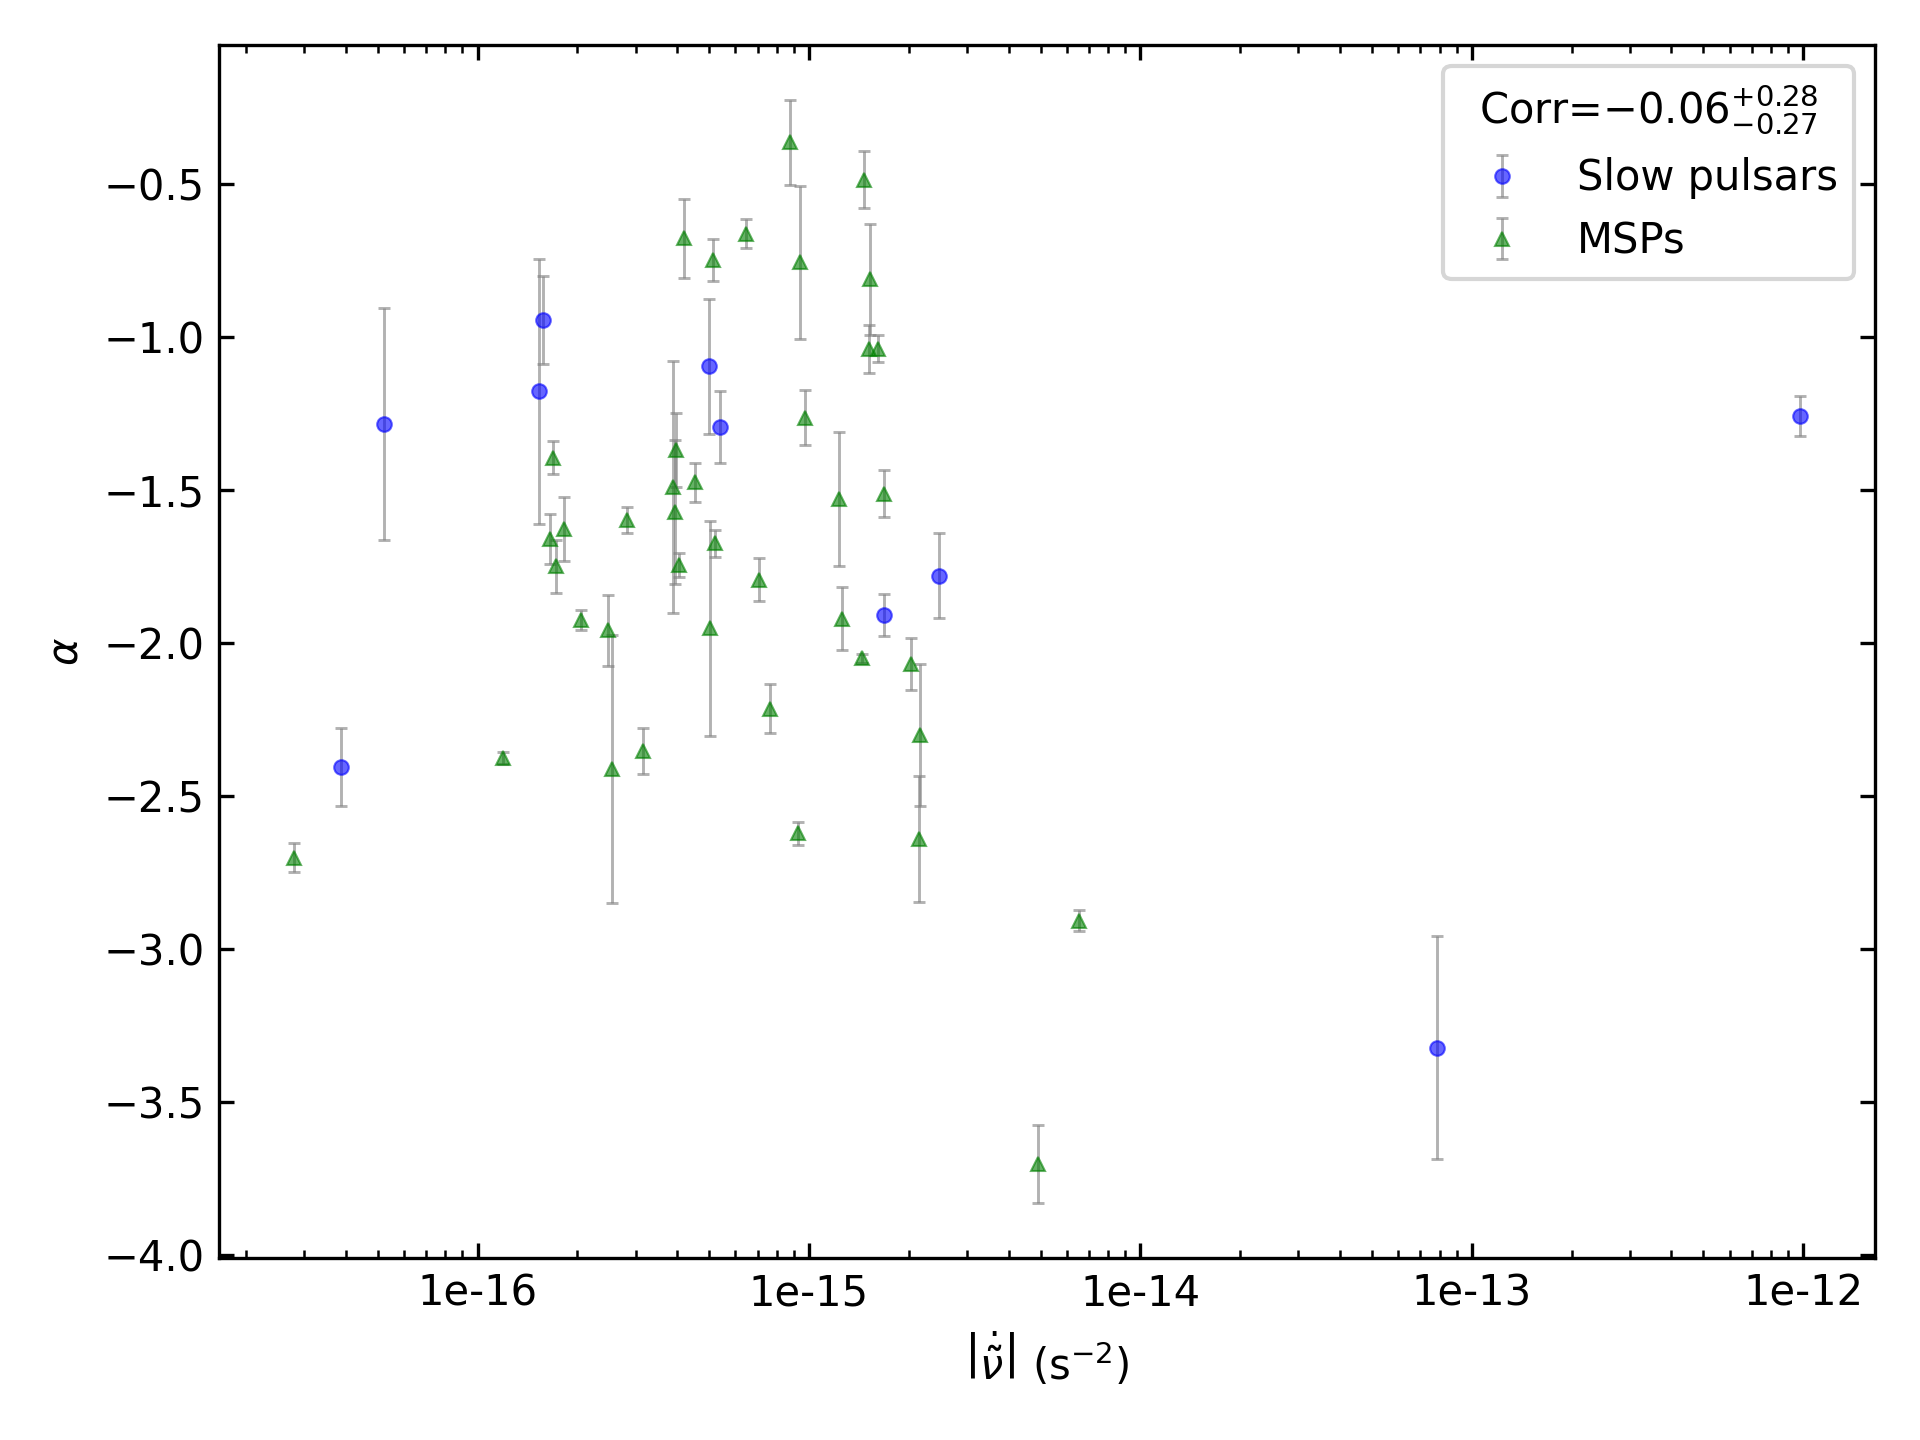 Corr=−0.06+0.28−0.27
Slow pulsars
MSPs
−0.5
−1.0
−1.5
−2.0
−2.5
−3.0
−3.5
−4.0
α
1e-16 1e-15 1e-14 1e-13 1e-12
|ν̃̇| (s−2)